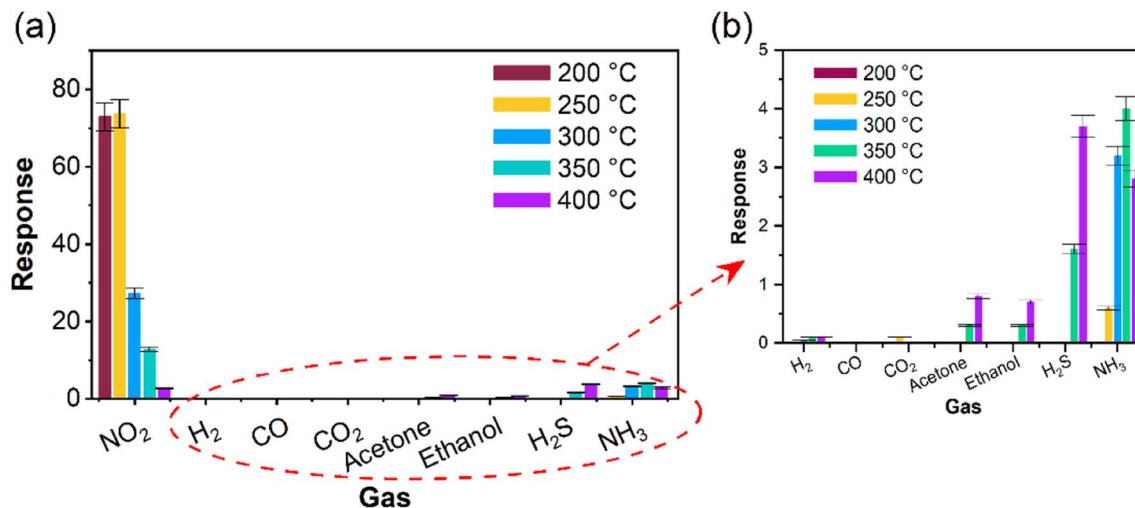 (a)
Response
80
60
40
20
0
200 °C
250 °C
300 °C
350 °C
400 °C
NO₂
H₂
CO
CO₂
Acetone
Ethanol
H₂S
NH₃
Gas
(b)
Response
5
4
3
2
1
0
200 °C
250 °C
300 °C
350 °C
400 °C
H₂
CO
CO₂
Acetone
Ethanol
H₂S
NH₃
Gas